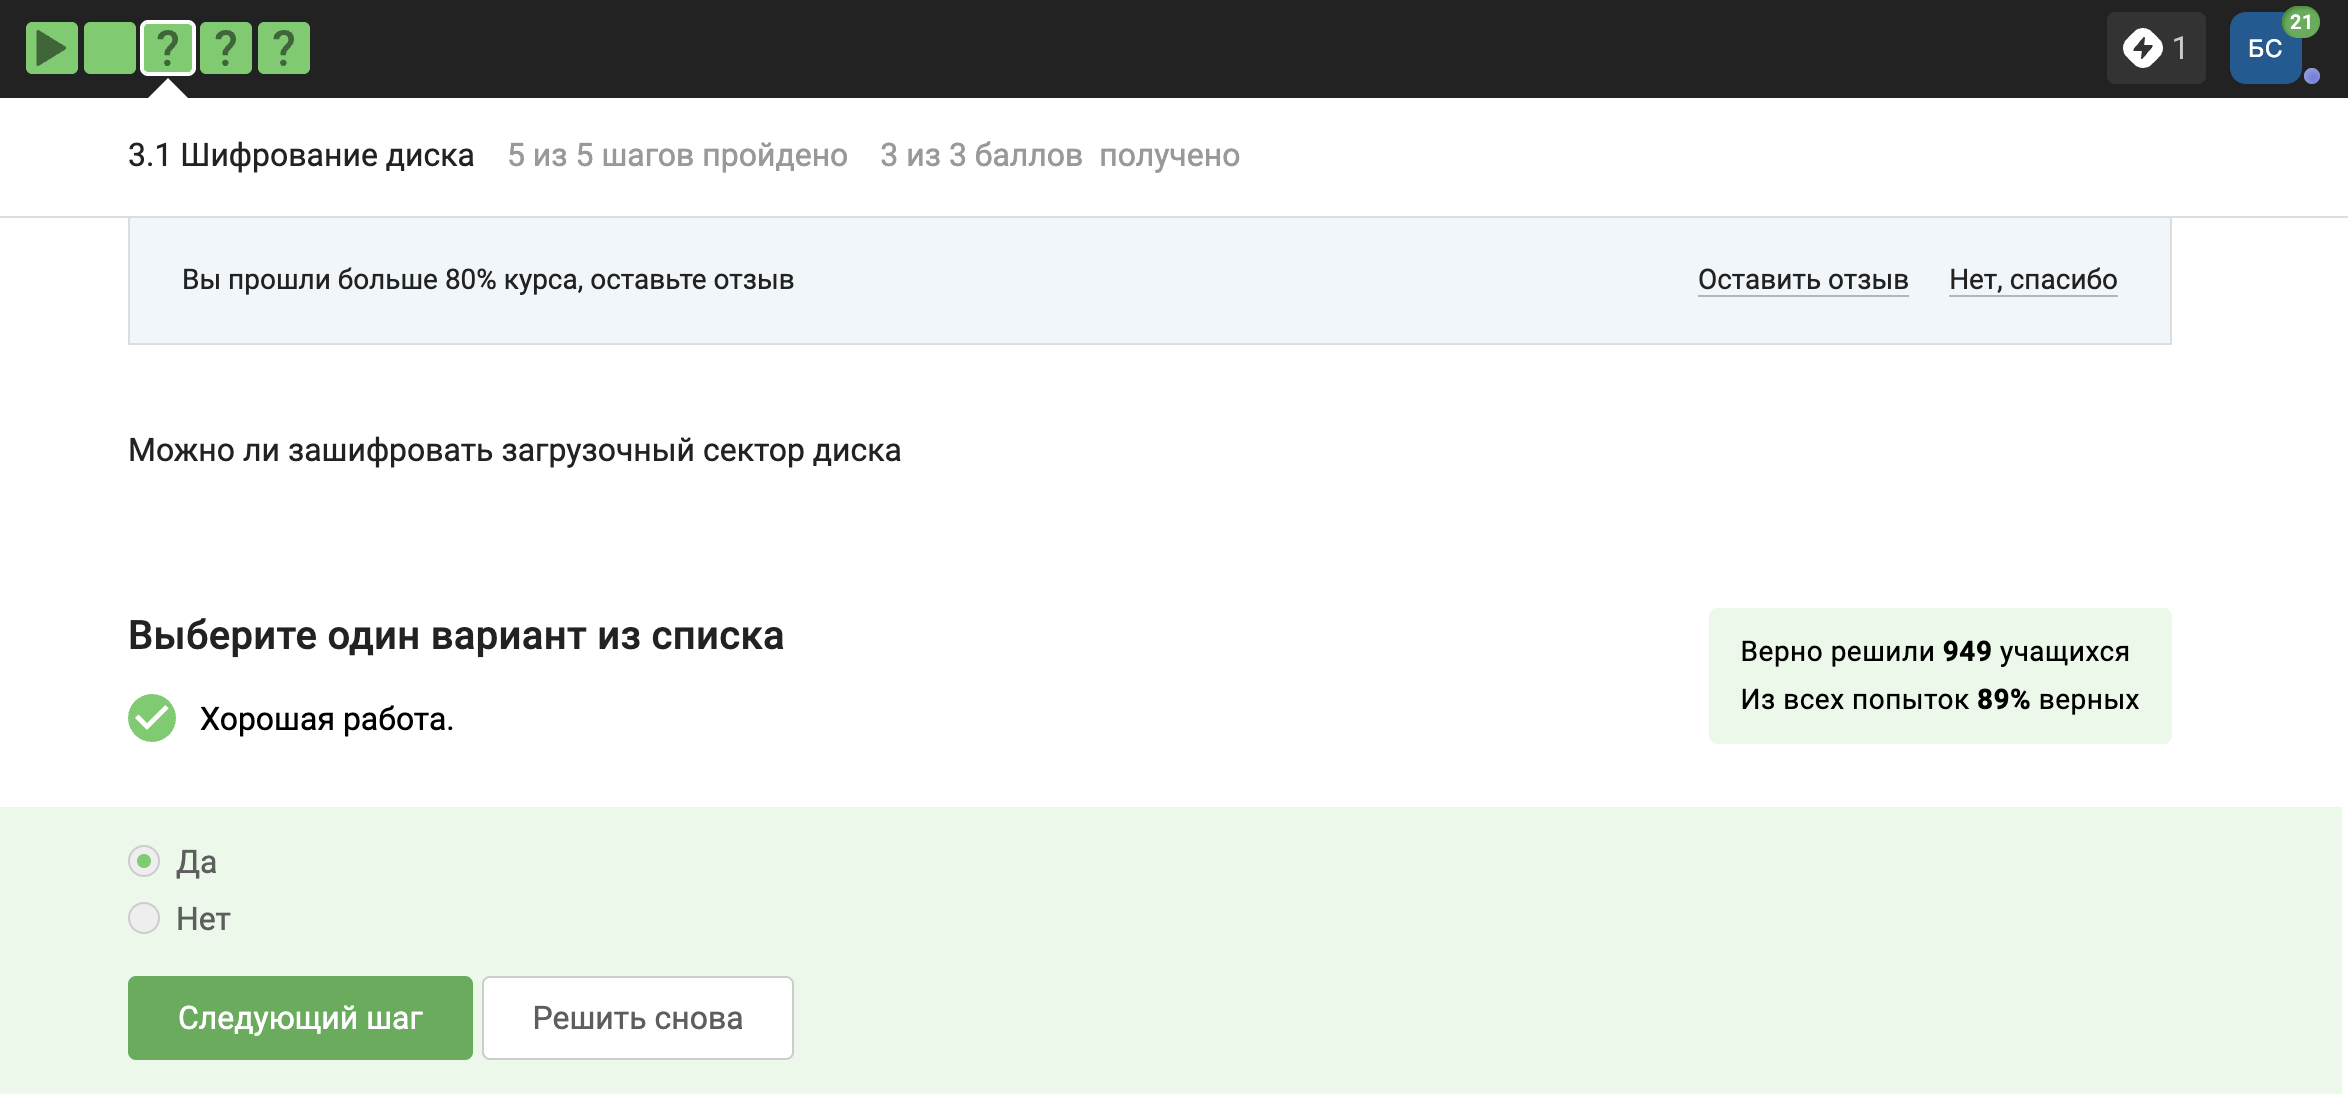 ? ? ?
1
БС
21
3.1 Шифрование диска 5 из 5 шагов пройдено 3 из 3 баллов получено
Вы прошли больше 80% курса, оставьте отзыв Оставить отзыв Нет, спасибо
Можно ли зашифровать загрузочный сектор диска
Выберите один вариант из списка
Хорошая работа.
Верно решили 949 учащихся
Из всех попыток 89% верных
Да
Нет
Следующий шаг Решить снова